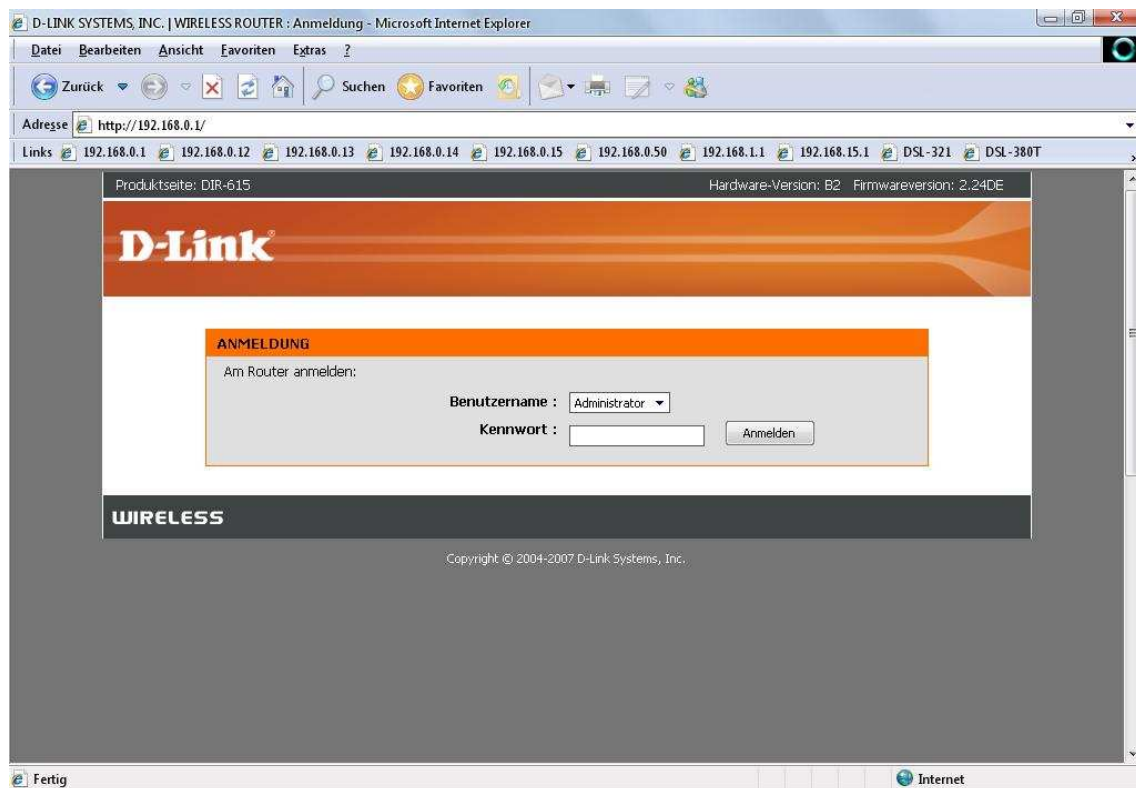 D-LINK SYSTEMS, INC. | WIRELESS ROUTER : Anmeldung - Microsoft Internet Explorer
Datei Bearbeiten Ansicht Favoriten Extras ?
Zurück Suchen Favoriten
Adresse http://192.168.0.1/
Links 192.168.0.1 192.168.0.12 192.168.0.13 192.168.0.14 192.168.0.15 192.168.0.50 192.168.1.1 192.168.15.1 DSL-321 DSL-380T
Produktseite: DIR-615 Hardware-Version: B2 Firmwareversion: 2.24DE
D-Link®
ANMELDUNG
Am Router anmelden:
Benutzername : Administrator
Kennwort : Anmelden
WIRELESS
Copyright © 2004-2007 D-Link Systems, Inc.
Fertig Internet